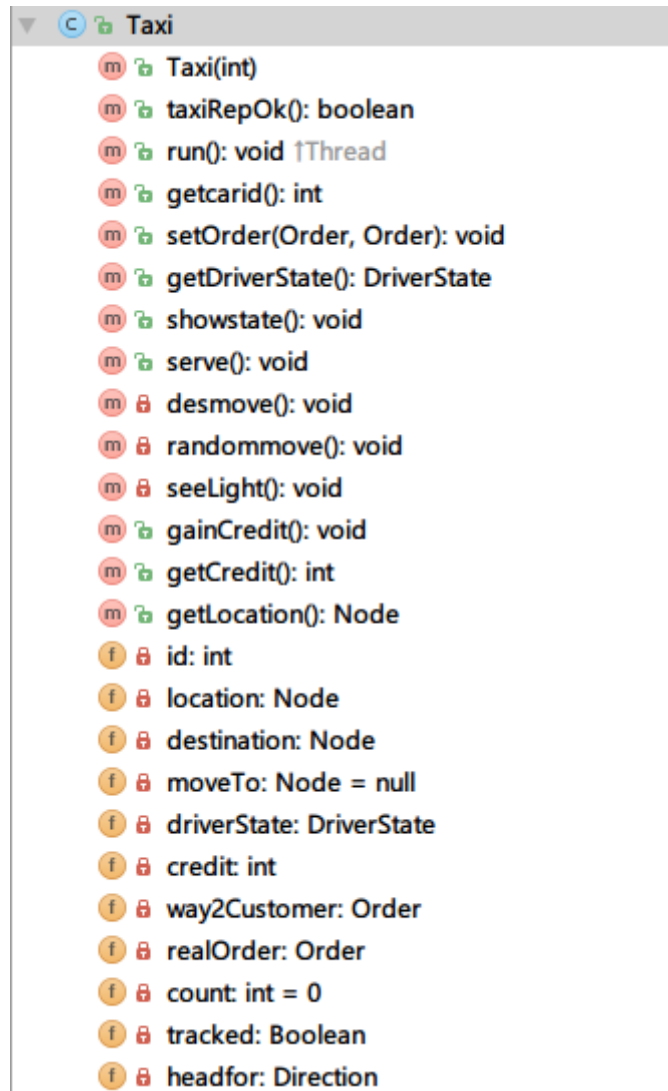 C Taxi
m Taxi(int)
m taxiRepOk(): boolean
m run(): void ↑Thread
m getcarid(): int
m setOrder(Order, Order): void
m getDriverState(): DriverState
m showstate(): void
m serve(): void
m desmove(): void
m randommove(): void
m seeLight(): void
m gainCredit(): void
m getCredit(): int
m getLocation(): Node
f id: int
f location: Node
f destination: Node
f moveTo: Node = null
f driverState: DriverState
f credit: int
f way2Customer: Order
f realOrder: Order
f count: int = 0
f tracked: Boolean
f headfor: Direction